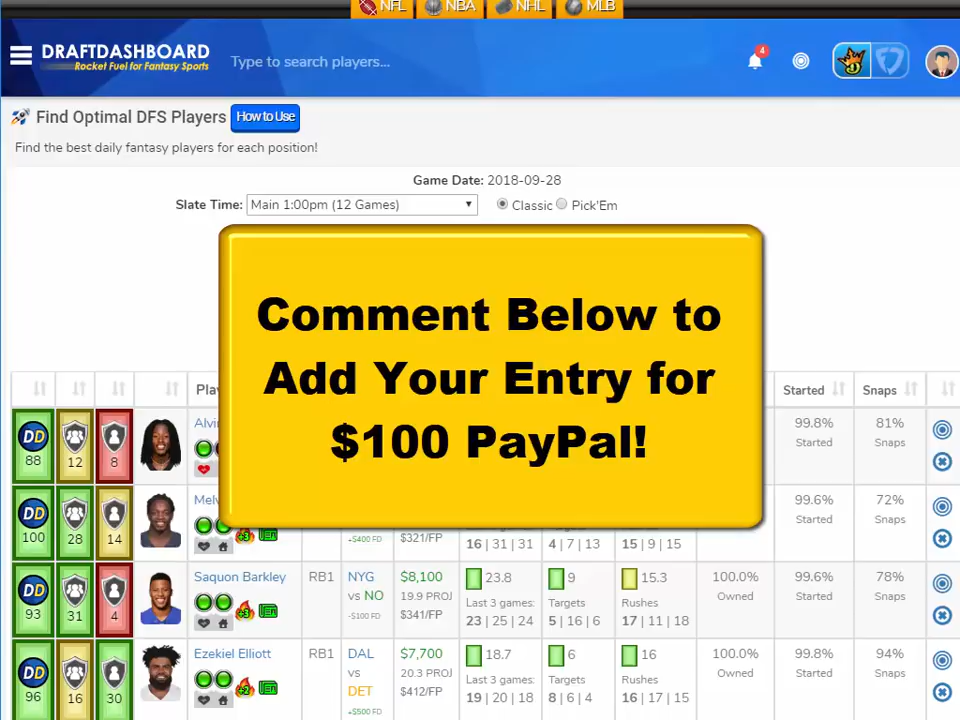 NFL NBA NHL MLB
DRAFTDASHBOARD
Rocket Fuel for Fantasy Sports
Type to search players...
4
Find Optimal DFS Players How to Use
Find the best daily fantasy players for each position!
Game Date: 2018-09-28
Slate Time: Main 1:00pm (12 Games) Classic Pick'Em
Comment Below to
Add Your Entry for
$100 PayPal!
Play Started Snaps
DD 88 12 8 Alvi 99.8% Started 81% Snaps
DD 100 28 14 Melv 99.6% Started 72% Snaps
+3 +$400 FD $321/FP 16 | 31 | 31 4 | 7 | 13 15 | 9 | 15
DD 93 31 4 Saquon Barkley RB1 NYG $8,100 23.8 9 15.3 100.0% 99.6% 78%
vs NO 19.9 PROJ Last 3 games: Targets Rushes Owned Started Snaps
+3 -$100 FD $341/FP 23 | 25 | 24 5 | 16 | 6 17 | 11 | 18
DD 96 16 30 Ezekiel Elliott RB1 DAL $7,700 18.7 6 16 100.0% 99.8% 94%
vs 20.3 PROJ Last 3 games: Targets Rushes Owned Started Snaps
+2 DET $412/FP 19 | 20 | 18 8 | 6 | 4 16 | 17 | 15
+$500 FD